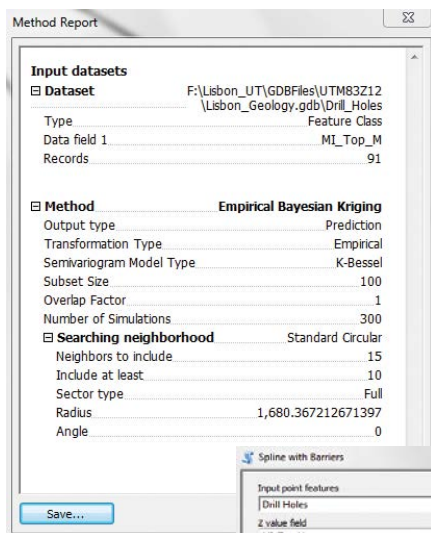 Method Report
Input datasets
Dataset F:\Lisbon_UT\GDBFiles\UTM83Z12
\Lisbon_Geology.gdb\Drill_Holes
Type Feature Class
Data field 1 MI_Top_M
Records 91
Method Empirical Bayesian Kriging
Output type Prediction
Transformation Type Empirical
Semivariogram Model Type K-Bessel
Subset Size 100
Overlap Factor 1
Number of Simulations 300
Searching neighborhood Standard Circular
Neighbors to include 15
Include at least 10
Sector type Full
Radius 1,680.367212671397
Angle 0
Spline with Barriers
Input point features
Drill Holes
Z value field
Save...